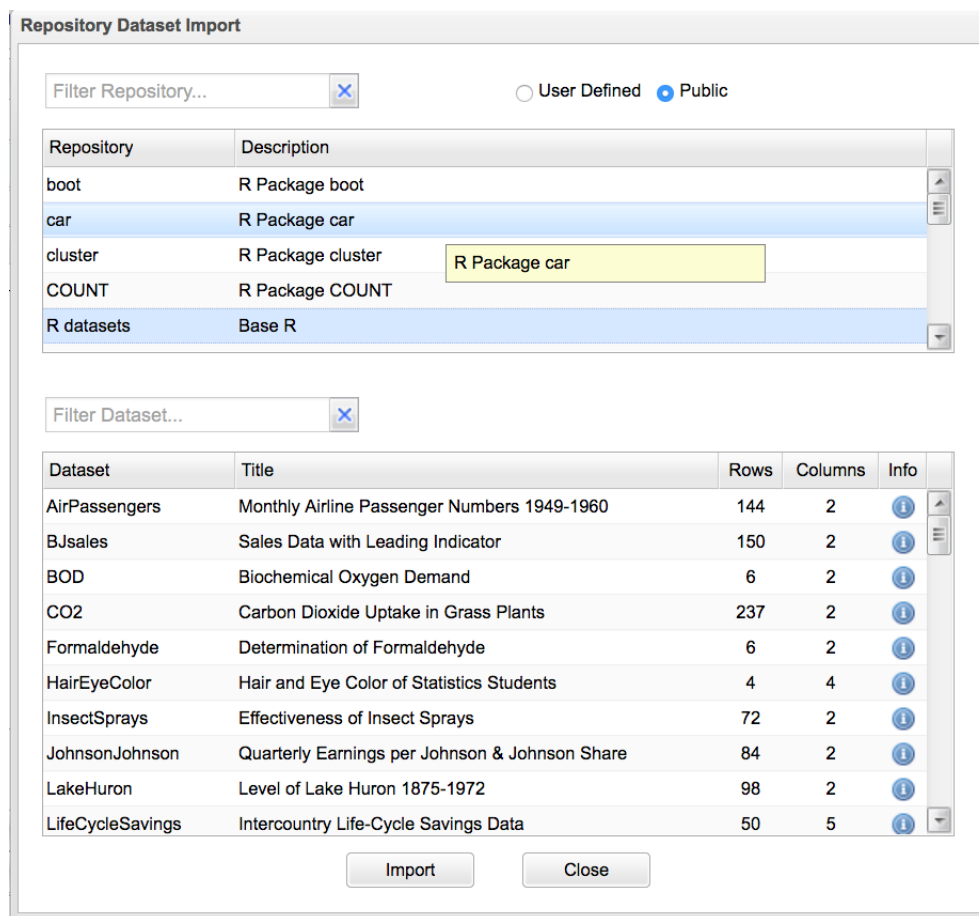 Repository Dataset Import
Filter Repository... User Defined Public
Repository Description
boot R Package boot
car R Package car
cluster R Package cluster
R Package car
COUNT R Package COUNT
R datasets Base R
Filter Dataset...
Dataset Title Rows Columns Info
AirPassengers Monthly Airline Passenger Numbers 1949-1960 144 2
BJsales Sales Data with Leading Indicator 150 2
BOD Biochemical Oxygen Demand 6 2
CO2 Carbon Dioxide Uptake in Grass Plants 237 2
Formaldehyde Determination of Formaldehyde 6 2
HairEyeColor Hair and Eye Color of Statistics Students 4 4
InsectSprays Effectiveness of Insect Sprays 72 2
JohnsonJohnson Quarterly Earnings per Johnson & Johnson Share 84 2
LakeHuron Level of Lake Huron 1875-1972 98 2
LifeCycleSavings Intercountry Life-Cycle Savings Data 50 5
Import Close